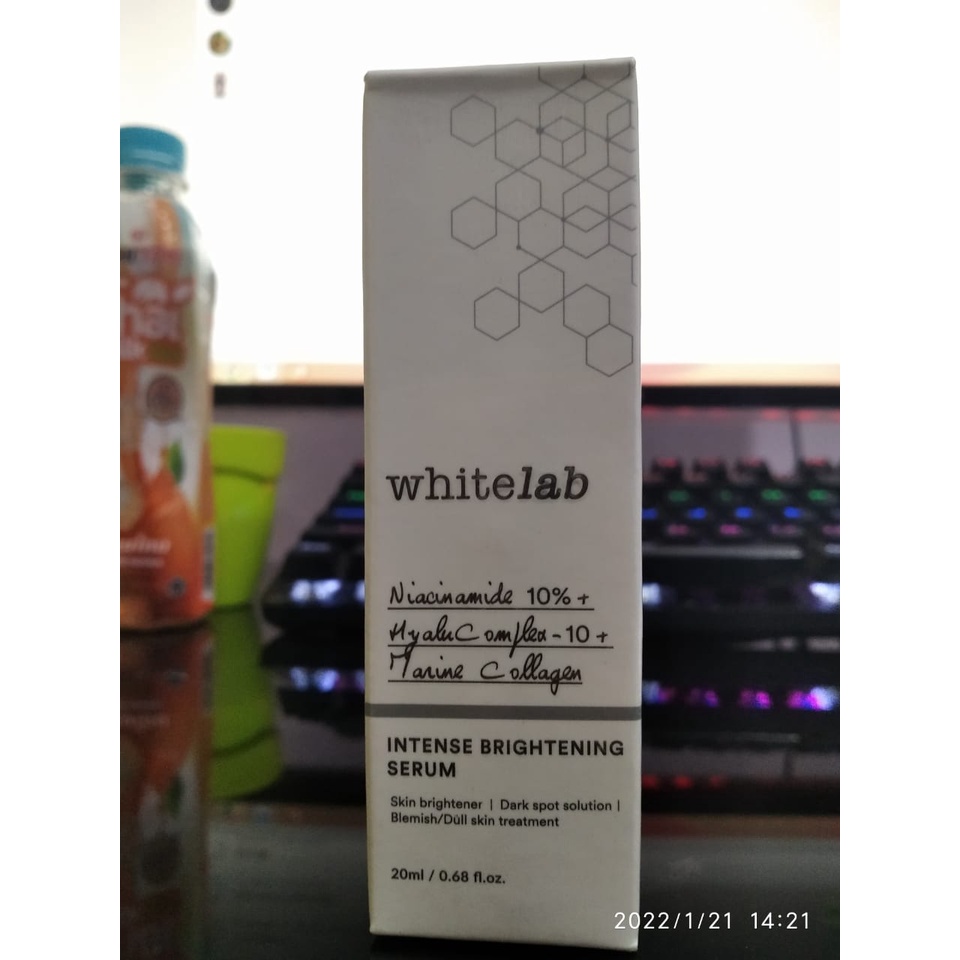 whitelab
Niacinamide 10% +
HyaluComplex-10 +
Marine Collagen
INTENSE BRIGHTENING
SERUM
Skin brightener | Dark spot solution |
Blemish/Dull skin treatment
20ml / 0.68 fl.oz.
2022/1/21 14:21